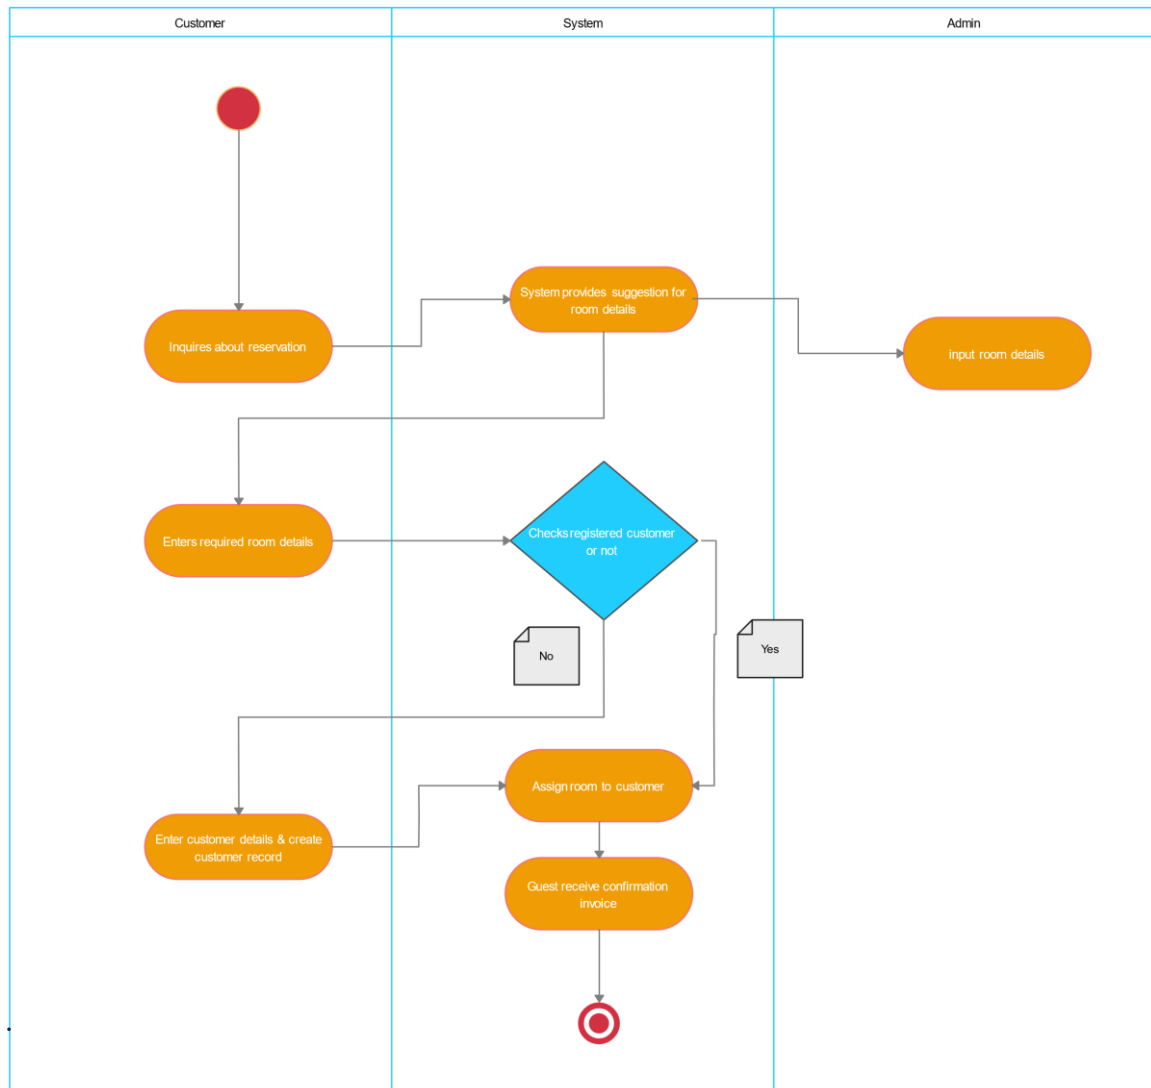 Customer
System
Admin
System provides suggestion for
room details
Inquires about reservation
input room details
Enters required room details
Checks registered customer
or not
No
Yes
Assign room to customer
Enter customer details & create
customer record
Guest receive confirmation
invoice